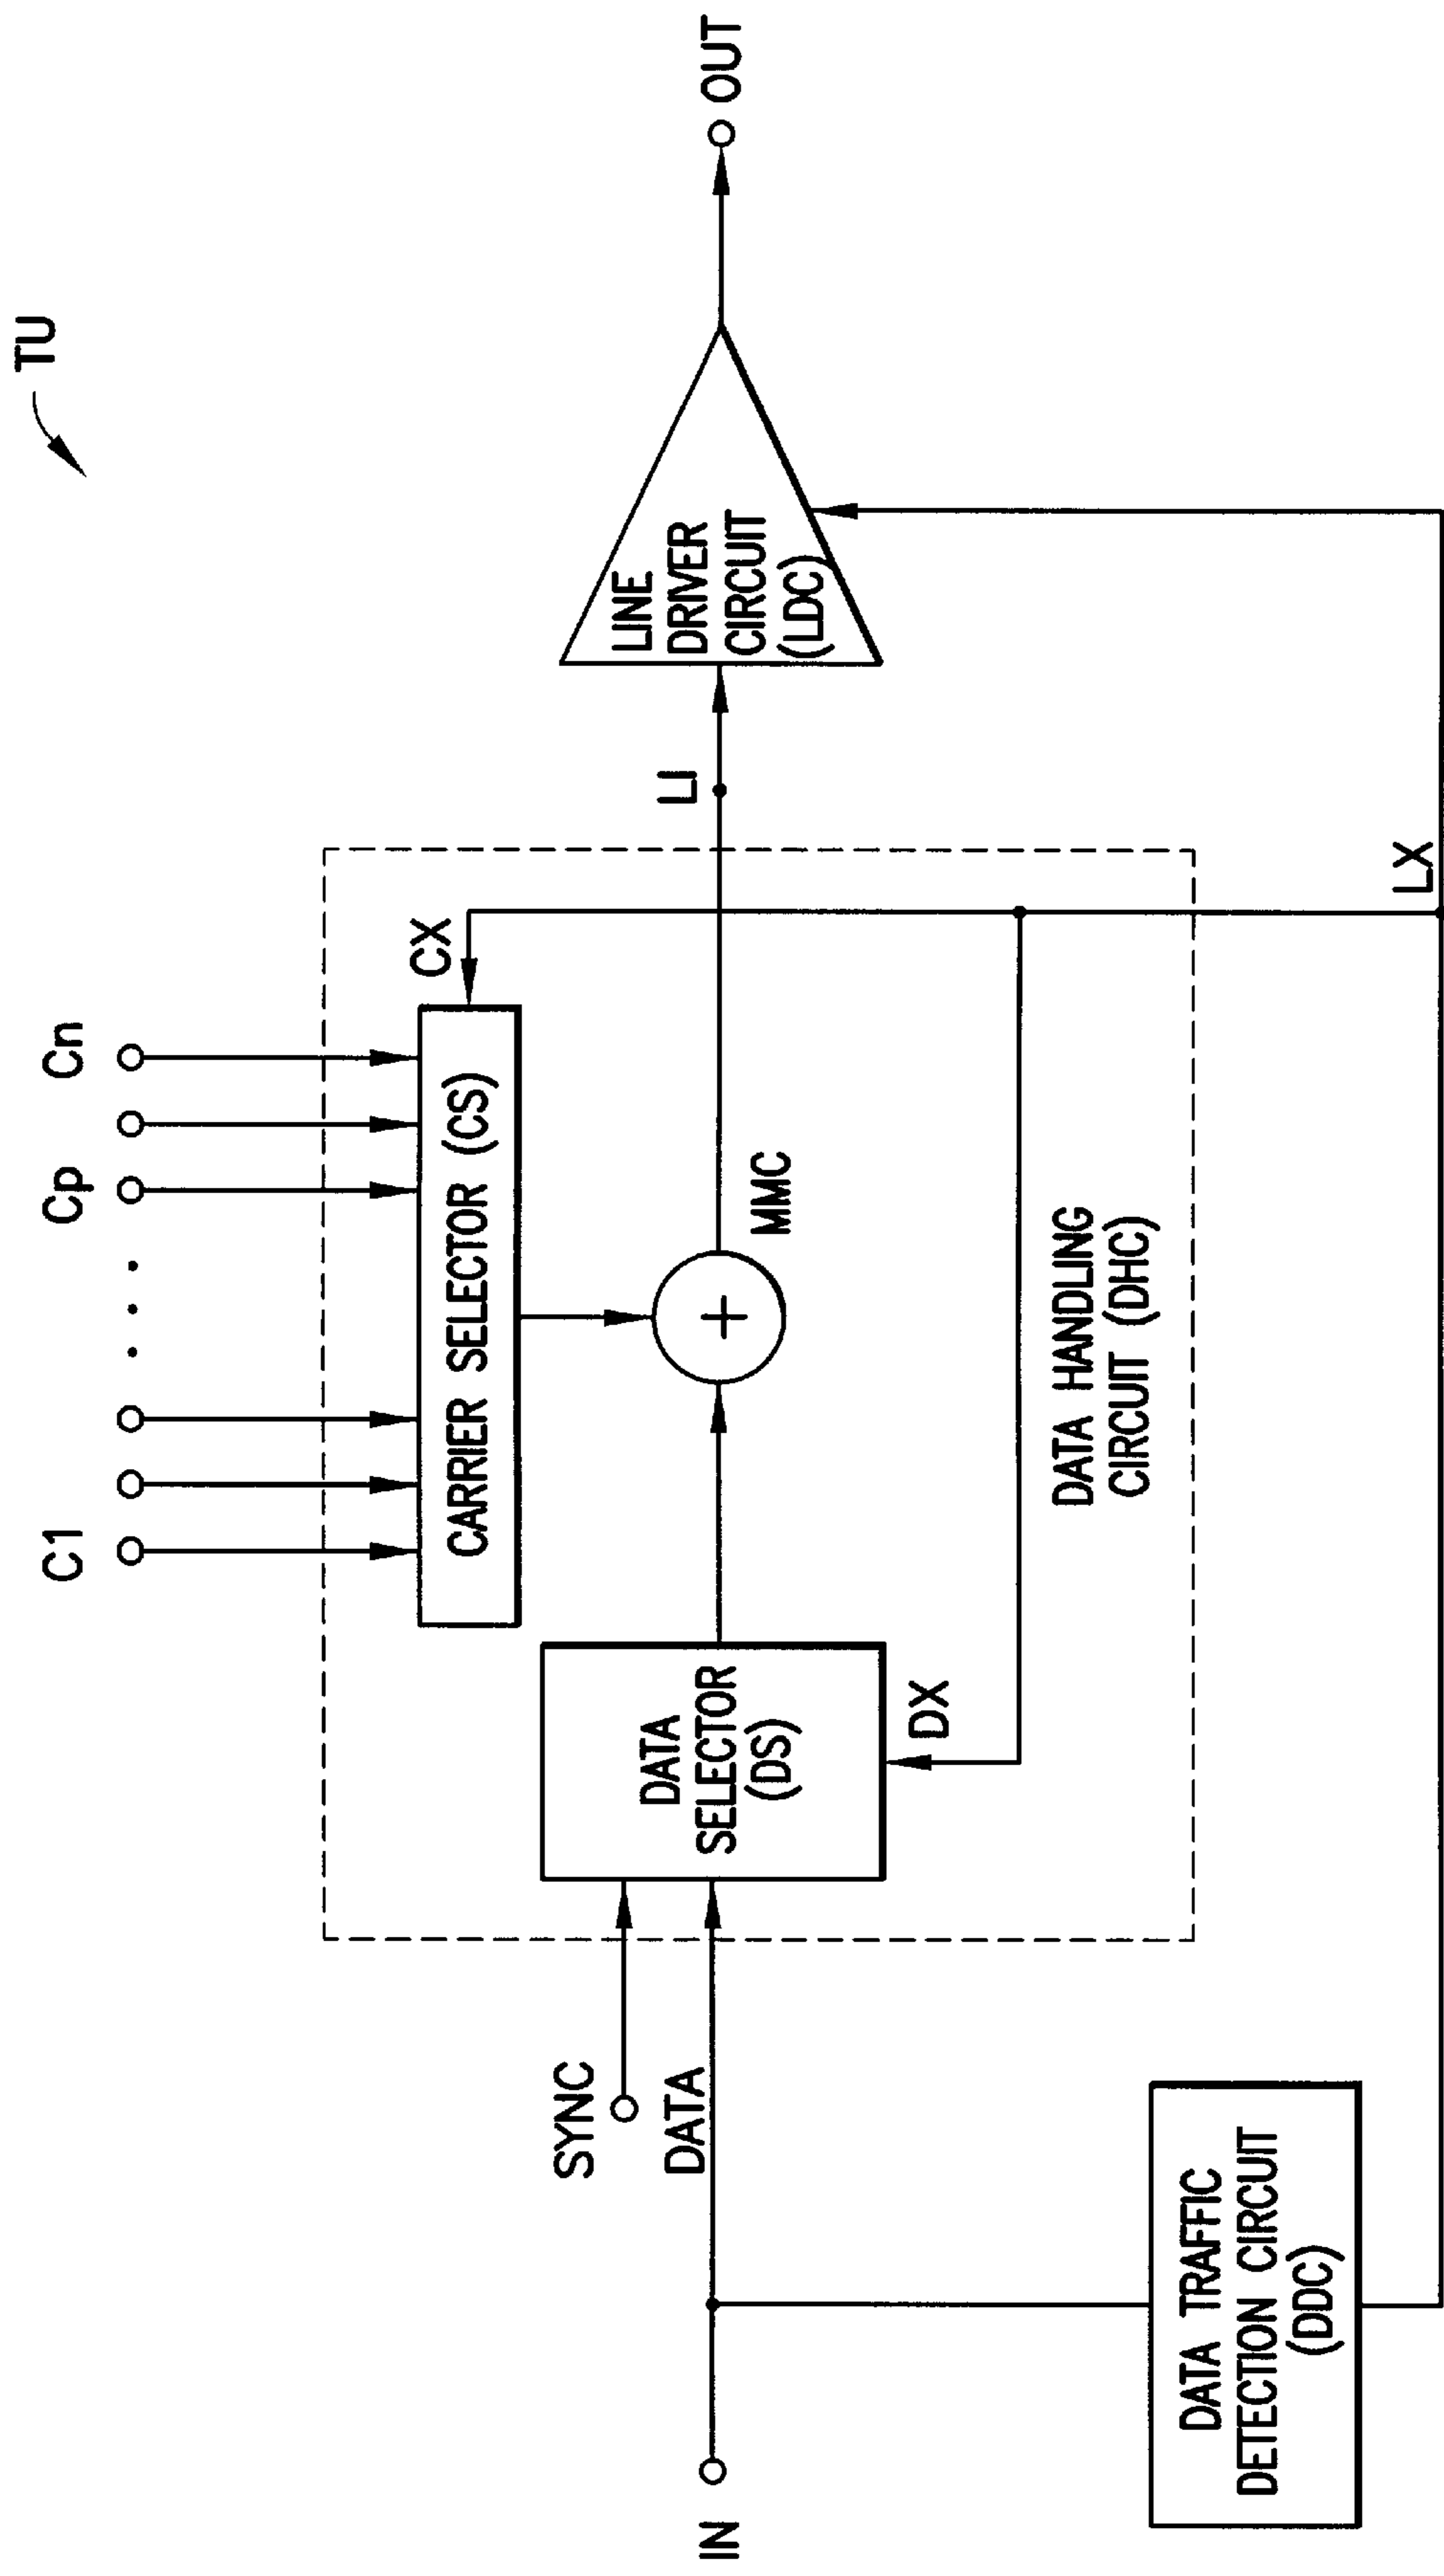 TU
C1
Cp
Cn
CARRIER SELECTOR (CS)
CX
SYNC
DATA
DATA
SELECTOR
(DS)
DX
MMC
LI
LINE
DRIVER
CIRCUIT
(LDC)
OUT
IN
DATA HANDLING
CIRCUIT (DHC)
DATA TRAFFIC
DETECTION CIRCUIT
(DDC)
LX